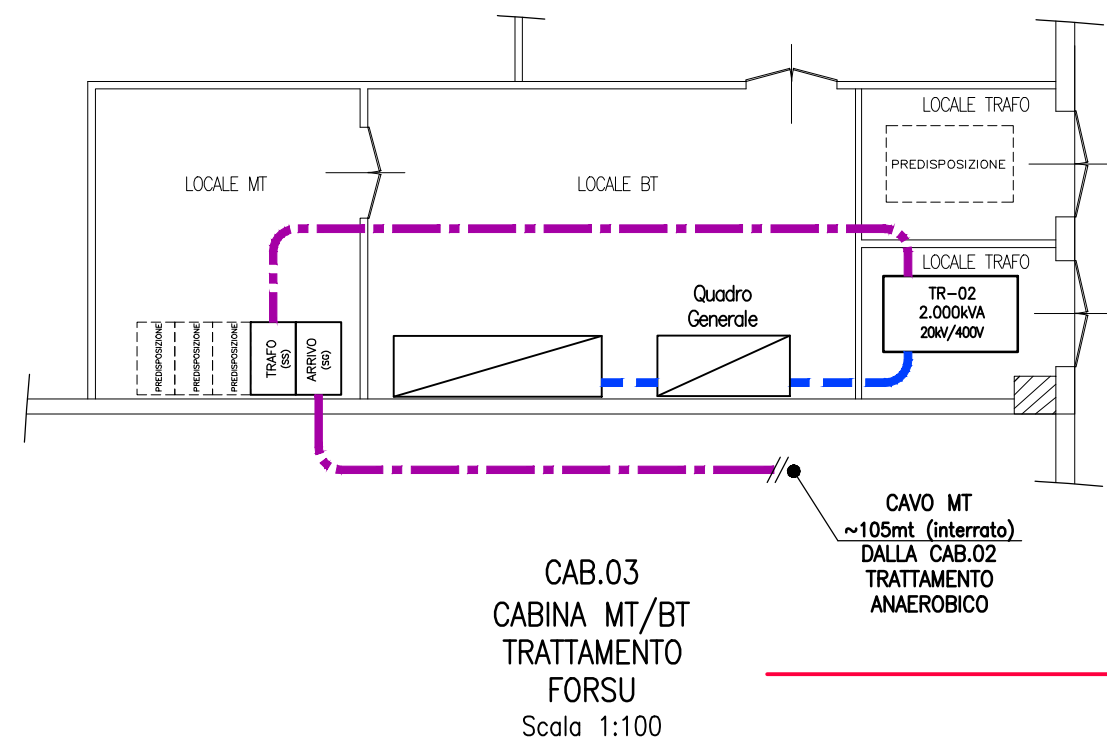 LOCALE TRAFO
PREDISPOSIZIONE
LOCALE MT
LOCALE BT
LOCALE TRAFO
TR-02
2.000kVA
20kV/400V
Quadro
Generale
PREDISPOSIZIONE
PREDISPOSIZIONE
PREDISPOSIZIONE
TRAFO
(SS)
ARRIVO
(SG)
CAVO MT
~105mt (interrato)
DALLA CAB.02
TRATTAMENTO
ANAEROBICO
CAB.03
CABINA MT/BT
TRATTAMENTO
FORSU
Scala 1:100